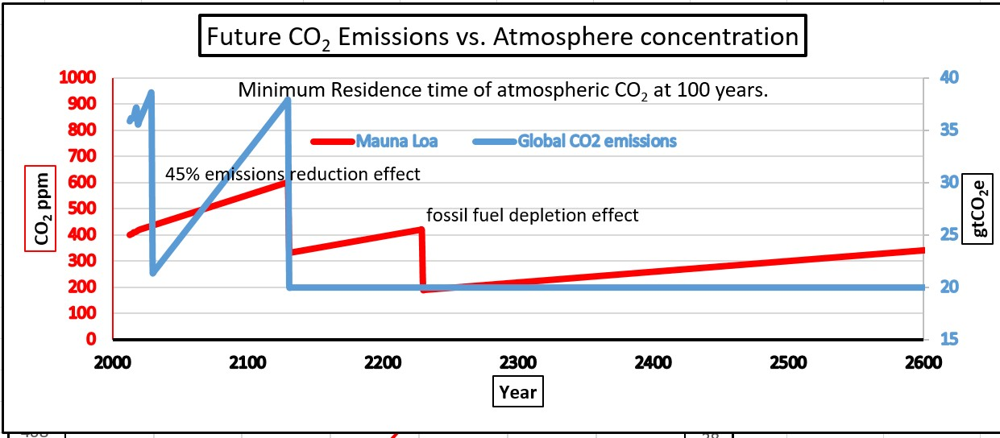 Future CO₂ Emissions vs. Atmosphere concentration
Minimum Residence time of atmospheric CO₂ at 100 years.
Mauna Loa
Global CO2 emissions
45% emissions reduction effect
fossil fuel depletion effect
CO₂ ppm
1000
900
800
700
600
500
400
300
200
100
0
gtCO₂e
40
35
30
25
20
15
2000
2100
2200
2300
2400
2500
2600
Year